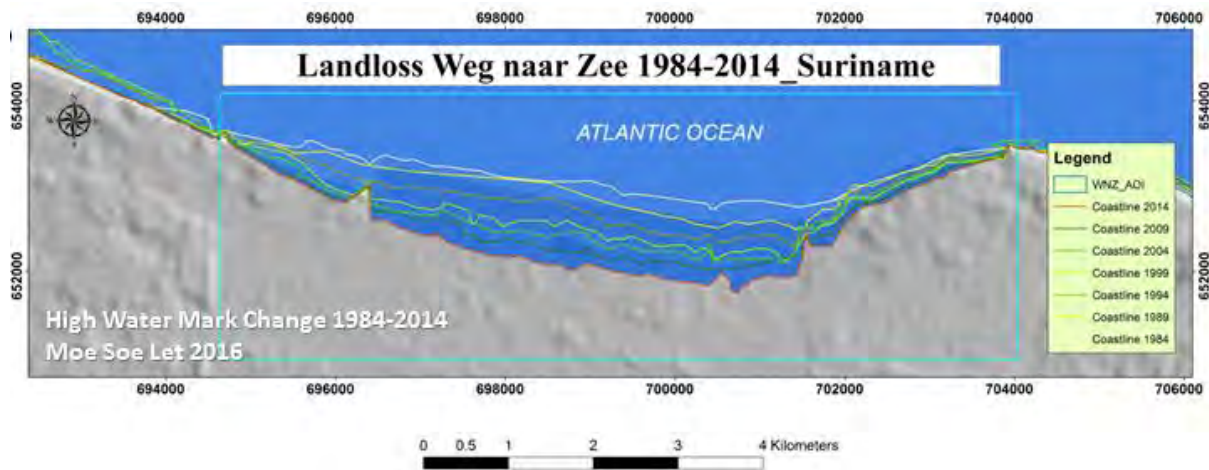 694000 696000 698000 700000 702000 704000 706000
Landloss Weg naar Zee 1984-2014_Suriname
654000
654000
ATLANTIC OCEAN
Legend
WNZ_AOI
Coastline 2014
Coastline 2009
Coastline 2004
Coastline 1999
Coastline 1994
Coastline 1989
Coastline 1984
652000
652000
High Water Mark Change 1984-2014
Moe Soe Let 2016
694000 696000 698000 700000 702000 704000 706000
0 0.5 1 2 3 4 Kilometers